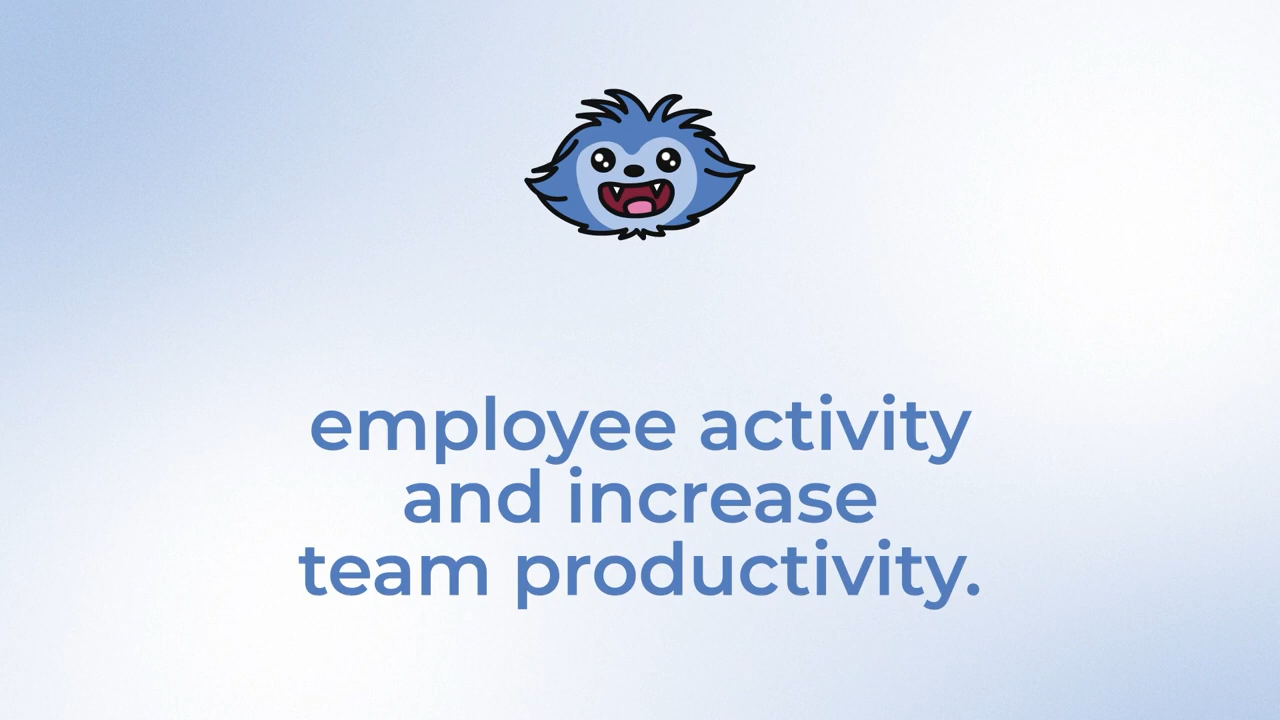 employee activity
and increase
team productivity.